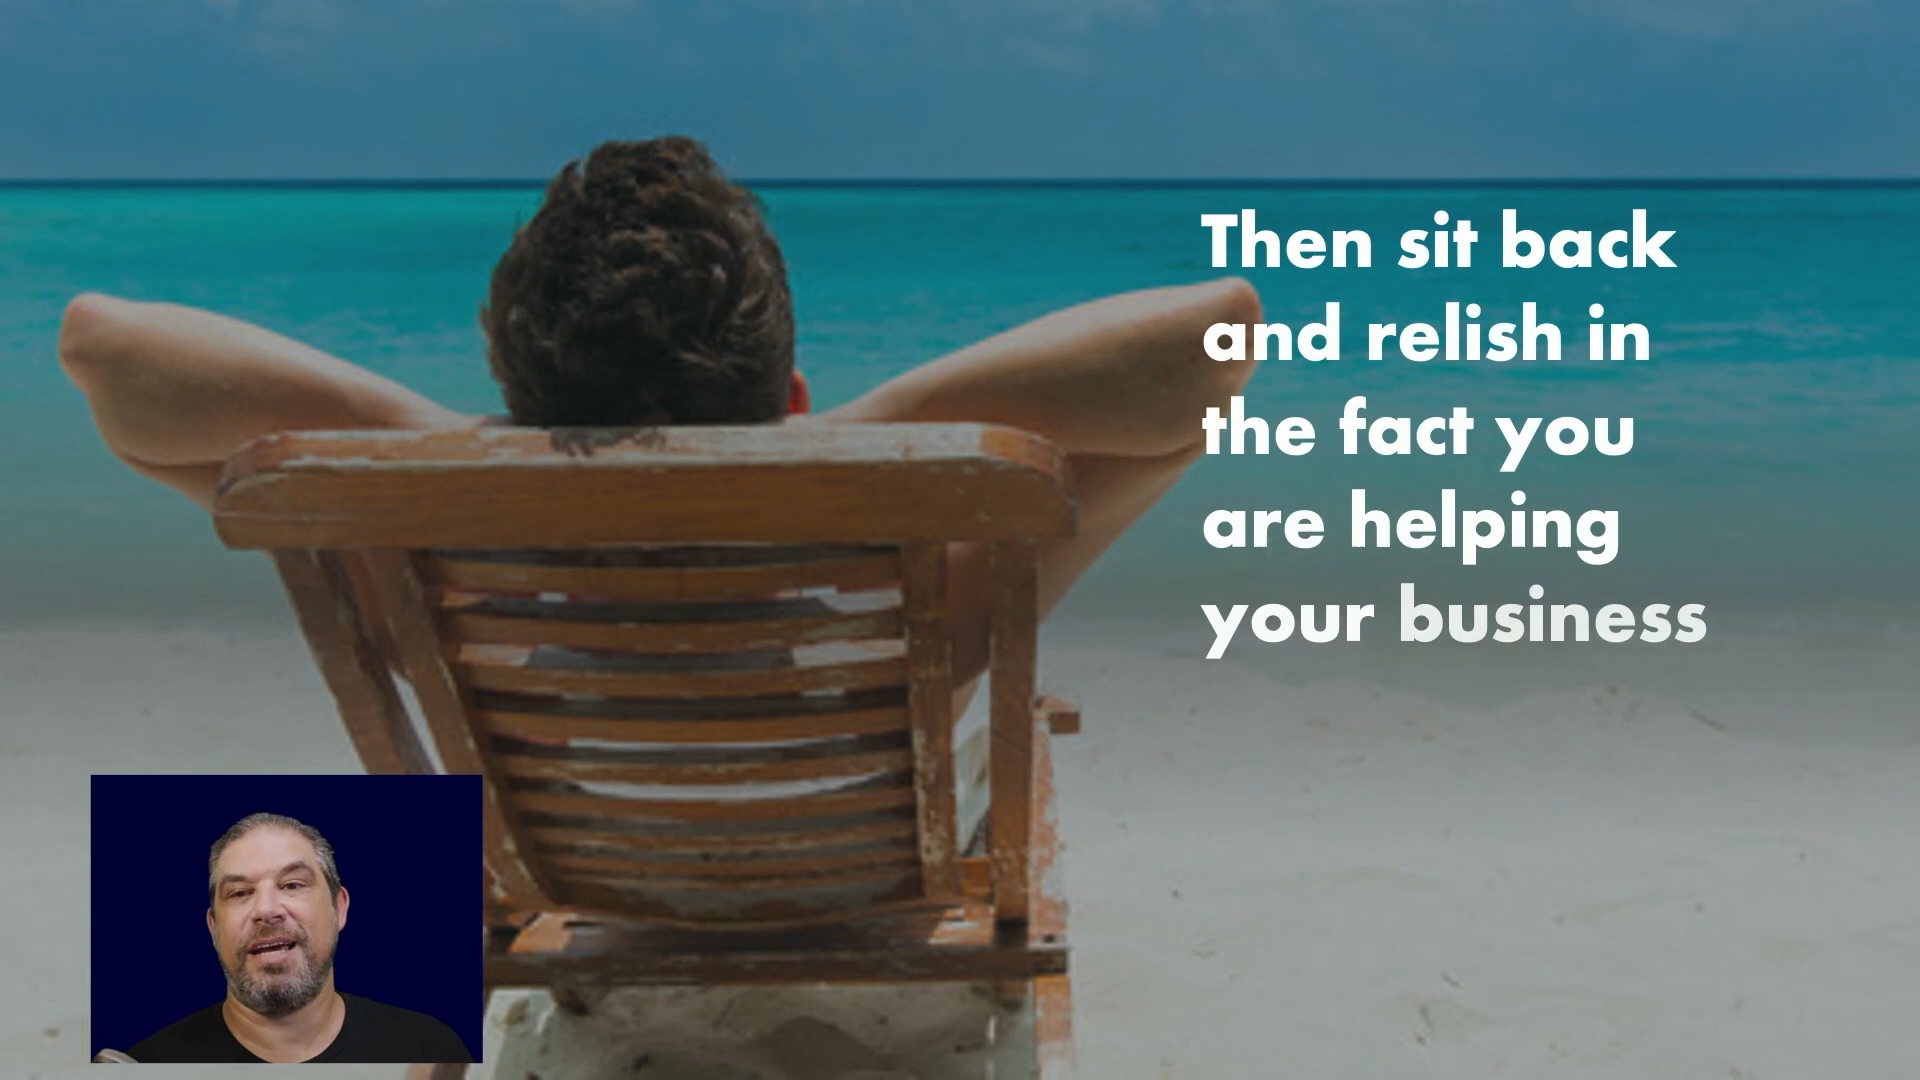 Then sit back
and relish in
the fact you
are helping
your business